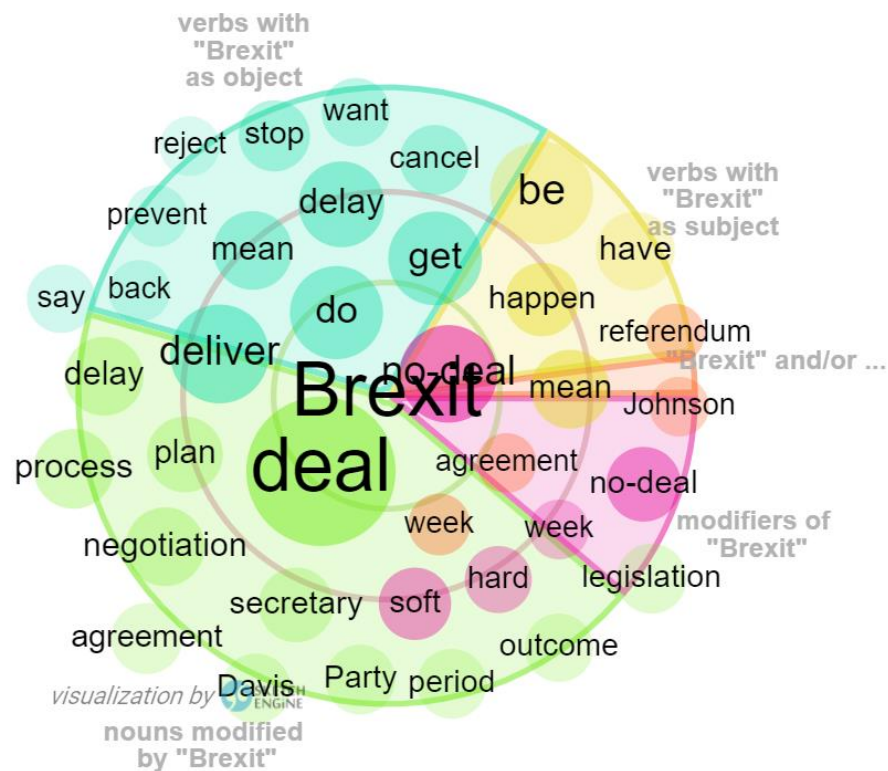 verbs with
"Brexit"
as object
want
stop
reject
cancel
be
verbs with
"Brexit"
as subject
delay
prevent
have
mean
get
happen
say
back
do
referendum
deliver
"Brexit" and/or ...
delay
no-deal
mean
Brexit
Johnson
plan
deal
agreement
no-deal
process
week
week
modifiers of
"Brexit"
negotiation
hard
legislation
secretary
soft
agreement
outcome
Davis
Party
period
visualization by SKETCH
ENGINE
nouns modified
by "Brexit"